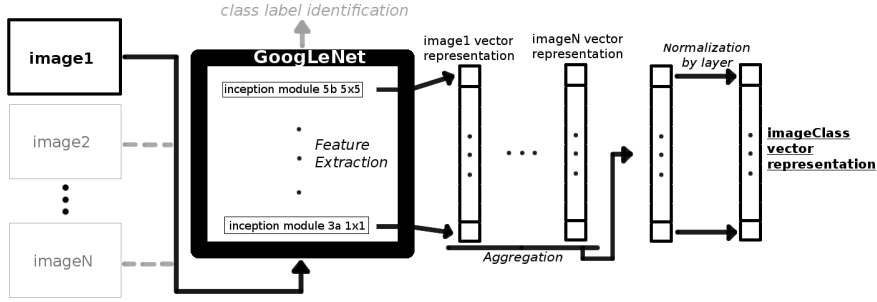 class label identification
image1
image2
imageN
GoogLeNet
inception module 5b 5x5
Feature
Extraction
inception module 3a 1x1
image1 vector
representation
imageN vector
representation
Aggregation
Normalization
by layer
imageClass
vector
representation